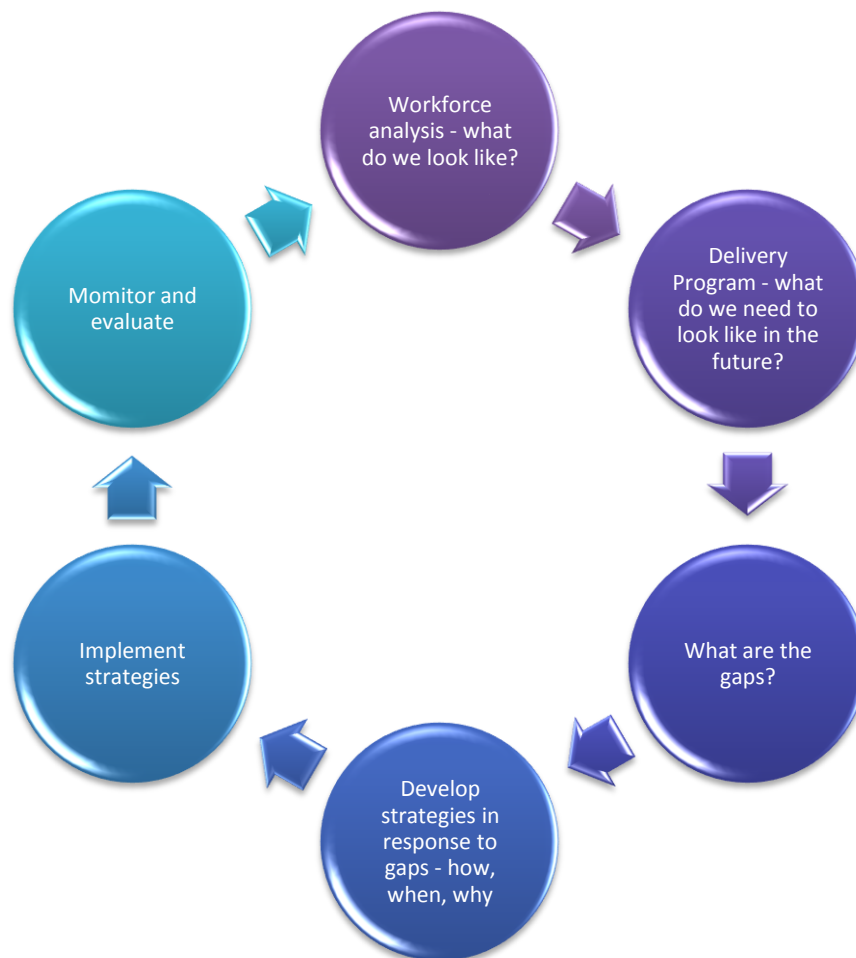 Workforce
analysis - what
do we look like?
Delivery
Program - what
do we need to
look like in the
future?
What are the
gaps?
Develop
strategies in
response to
gaps - how,
when, why
Implement
strategies
Momitor and
evaluate